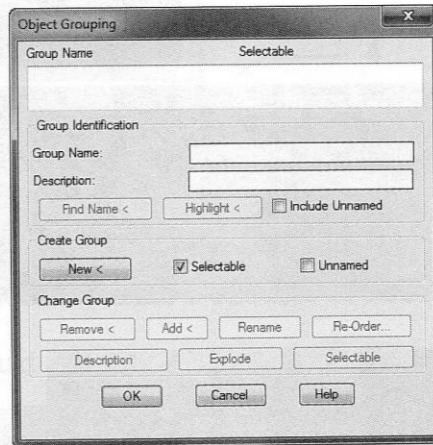 Object Grouping
Group Name Selectable
Group Identification
Group Name:
Description:
Find Name < Highlight < Include Unnamed
Create Group
New < Selectable Unnamed
Change Group
Remove < Add < Rename Re-Order...
Description Explode Selectable
OK Cancel Help